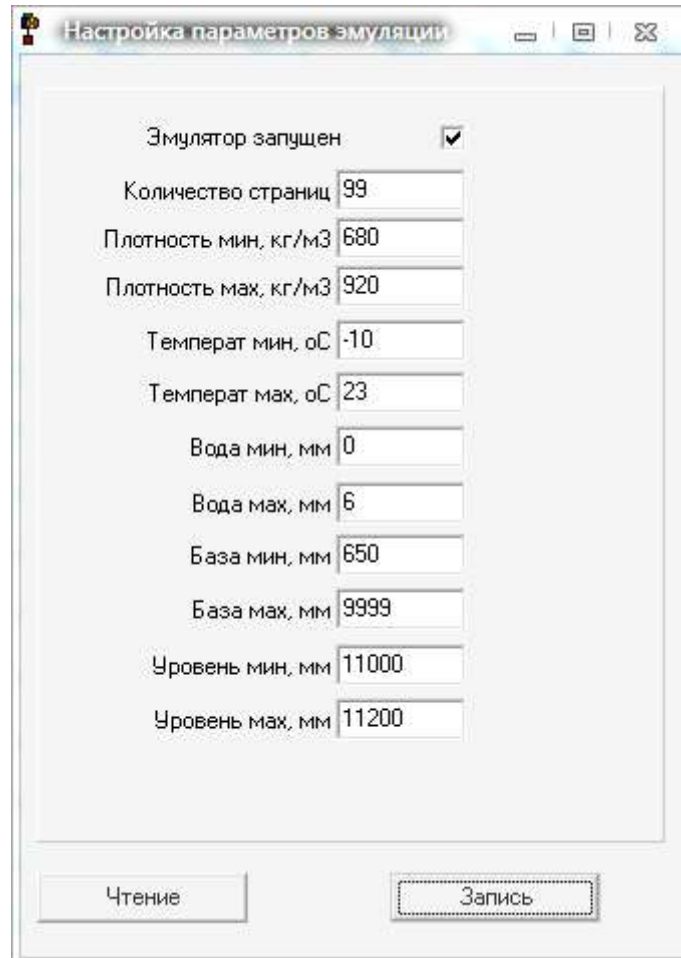 Настройка параметров эмуляции
Эмулятор запущен
Количество страниц 99
Плотность мин, кг/м3 680
Плотность мах, кг/м3 920
Температ мин, оС -10
Температ мах, оС 23
Вода мин, мм 0
Вода мах, мм 6
База мин, мм 650
База мах, мм 9999
Уровень мин, мм 11000
Уровень мах, мм 11200
Чтение Запись